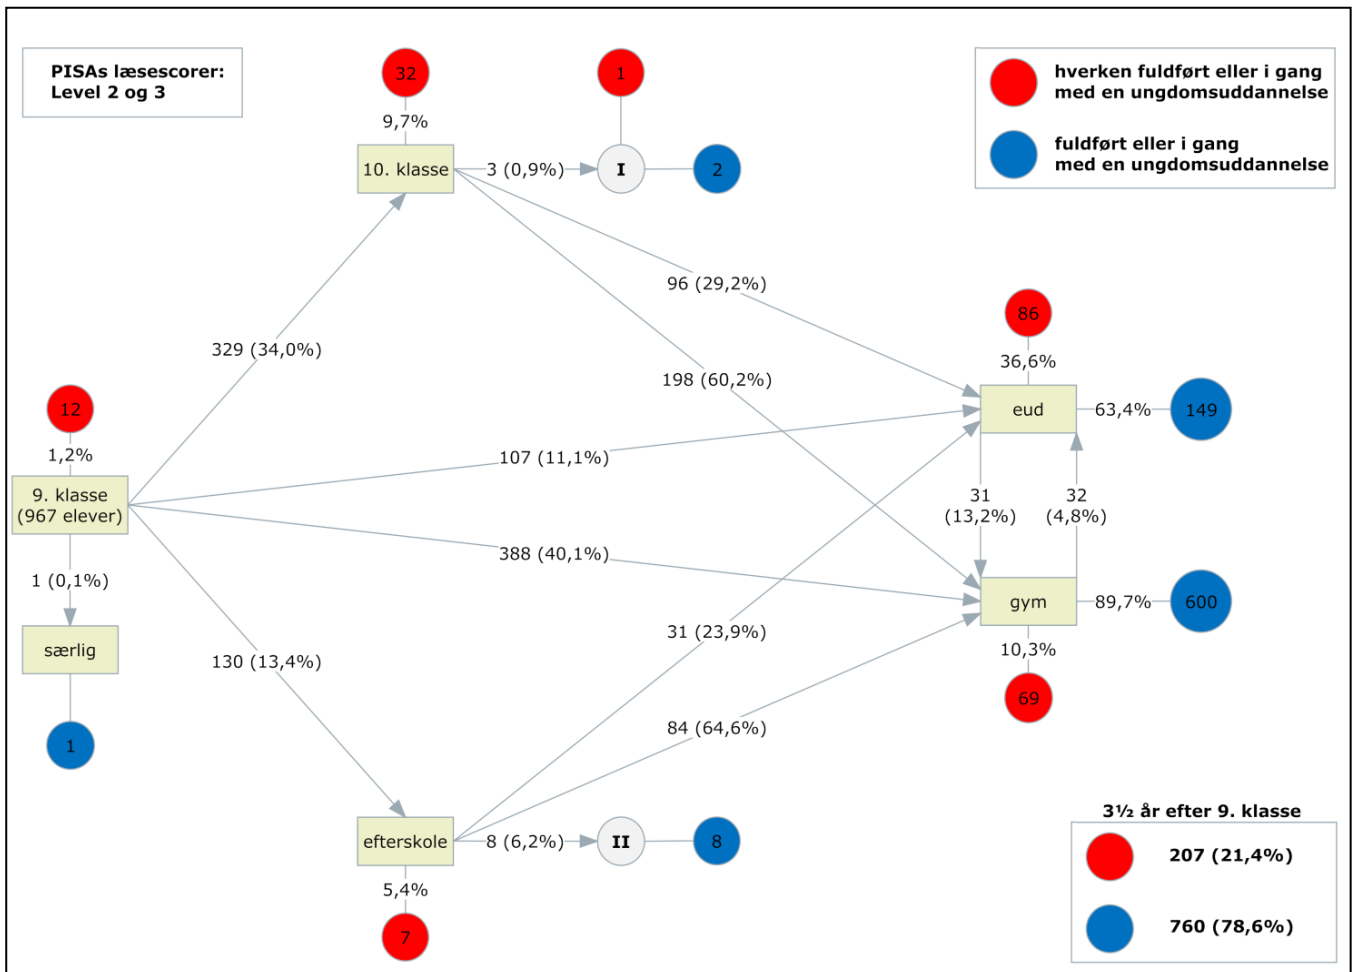 PISAs læsescorer:
Level 2 og 3
32
1
hverken fuldført eller i gang
med en ungdomsuddannelse
fuldført eller i gang
med en ungdomsuddannelse
9,7%
10. klasse
3 (0,9%)
I
2
96 (29,2%)
86
329 (34,0%)
36,6%
198 (60,2%)
12
eud
63,4%
149
1,2%
107 (11,1%)
9. klasse
(967 elever)
31
(13,2%)
32
(4,8%)
388 (40,1%)
1 (0,1%)
gym
89,7%
600
særlig
31 (23,9%)
10,3%
130 (13,4%)
69
84 (64,6%)
1
3½ år efter 9. klasse
efterskole
8 (6,2%)
II
8
207 (21,4%)
5,4%
7
760 (78,6%)